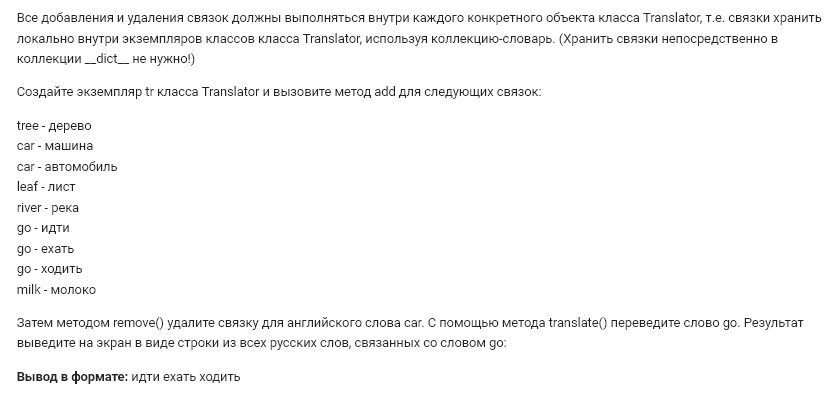 Все добавления и удаления связок должны выполняться внутри каждого конкретного объекта класса Translator, т.е. связки хранить
локально внутри экземпляров классов класса Translator, используя коллекцию-словарь. (Хранить связки непосредственно в
коллекции __dict__ не нужно!)
Создайте экземпляр tr класса Translator и вызовите метод add для следующих связок:
tree - дерево
car - машина
car - автомобиль
leaf - лист
river - река
go - идти
go - ехать
go - ходить
milk - молоко
Затем методом remove() удалите связку для английского слова car. С помощью метода translate() переведите слово go. Результат
выведите на экран в виде строки из всех русских слов, связанных со словом go:
Вывод в формате: идти ехать ходить